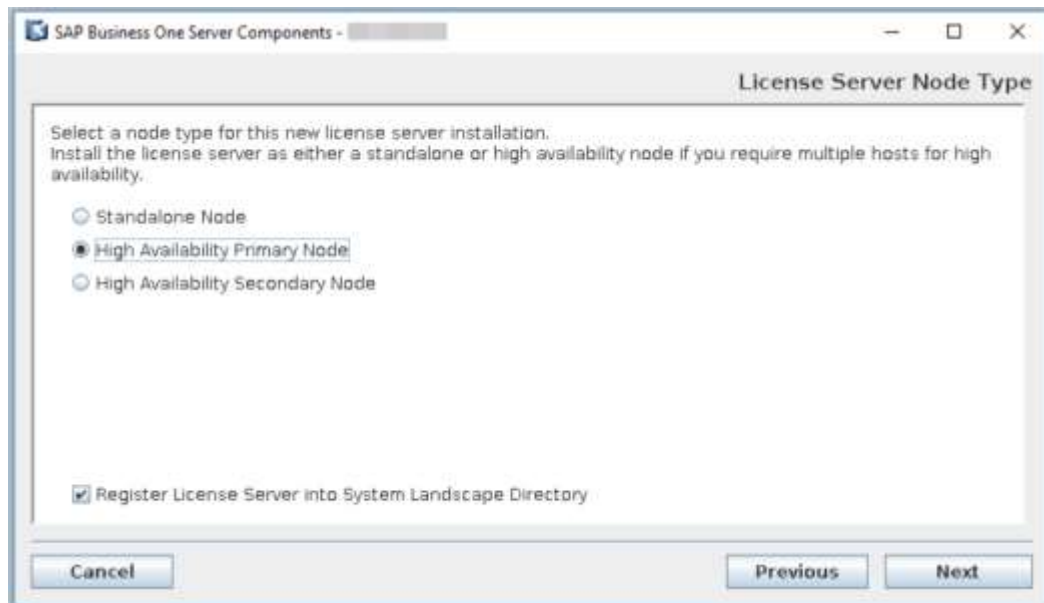 SAP Business One Server Components -
License Server Node Type
Select a node type for this new license server installation.
Install the license server as either a standalone or high availability node if you require multiple hosts for high
availability.
Standalone Node
High Availability Primary Node
High Availability Secondary Node
Register License Server into System Landscape Directory
Cancel
Previous
Next